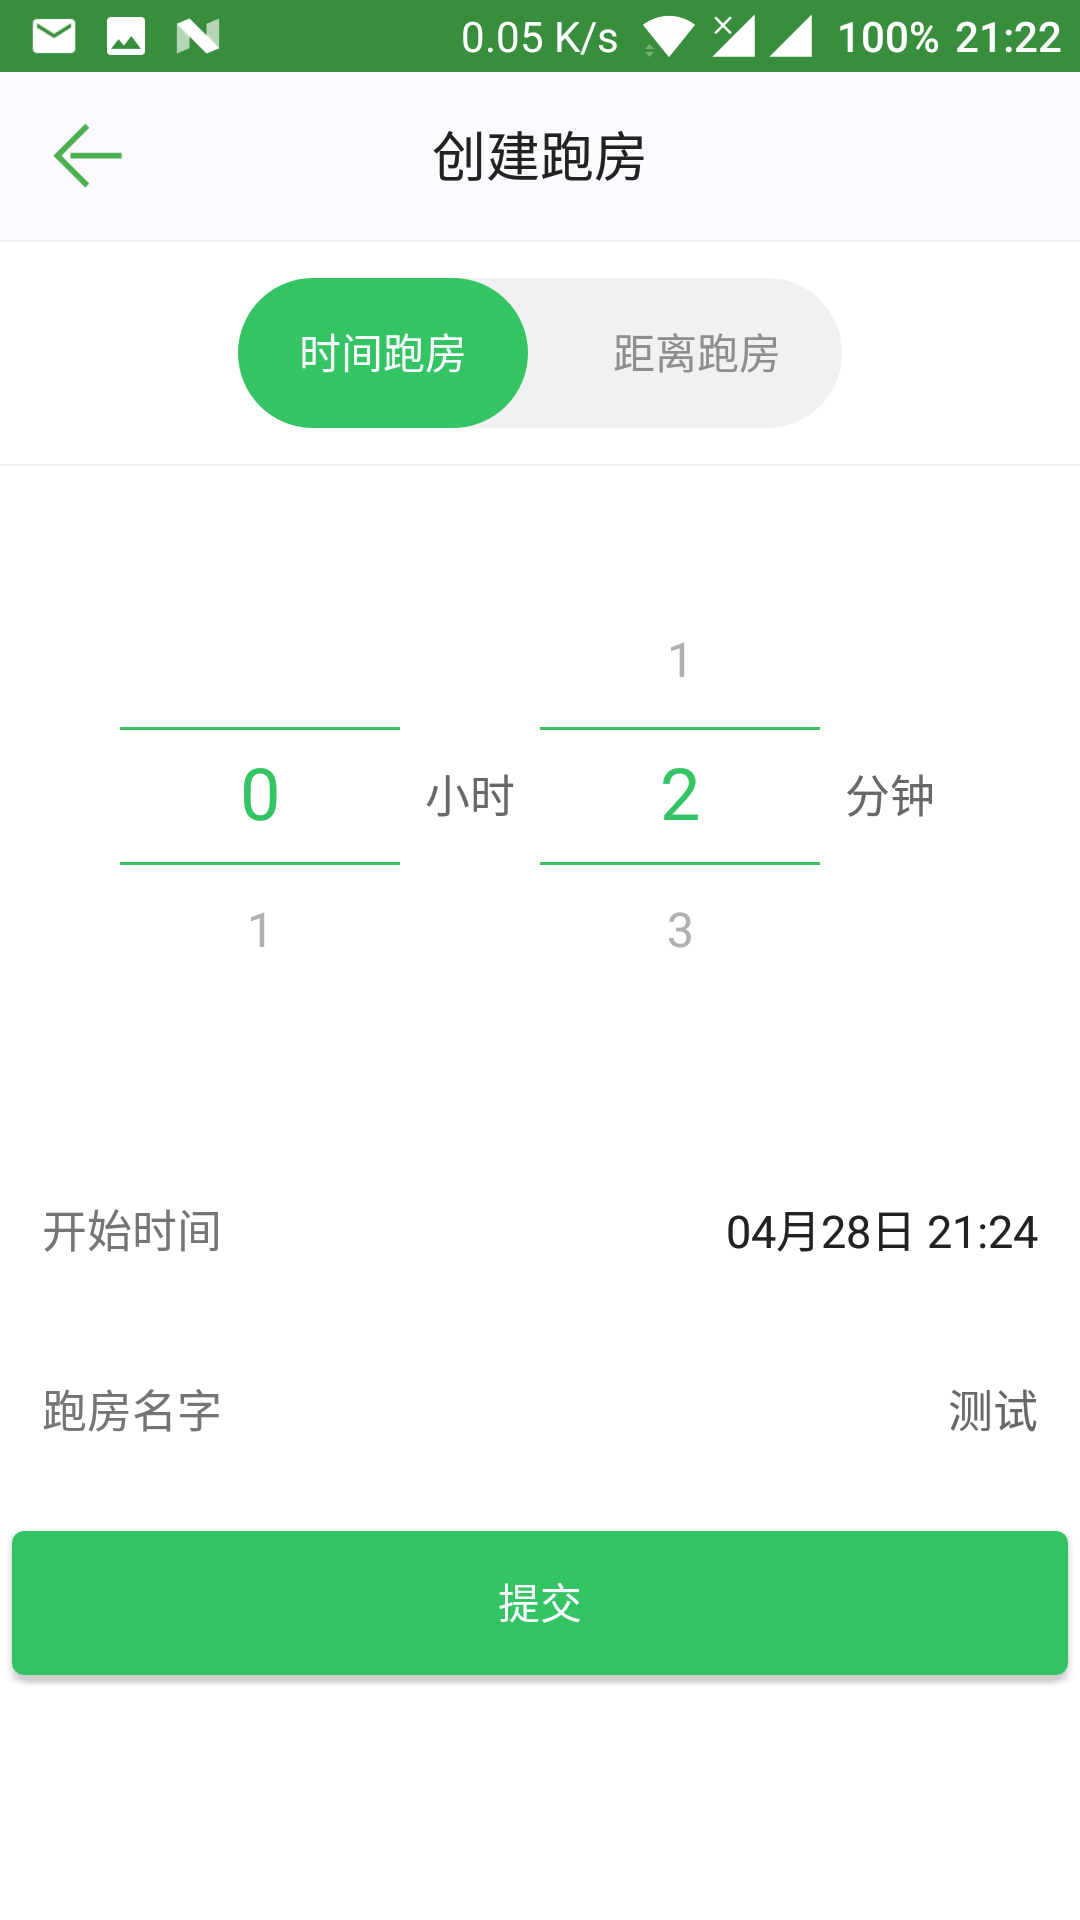 0.05 K/s 100% 21:22
创建跑房
时间跑房 距离跑房
1
0 小时 2 分钟
1 3
开始时间 04月28日 21:24
跑房名字 测试
提交